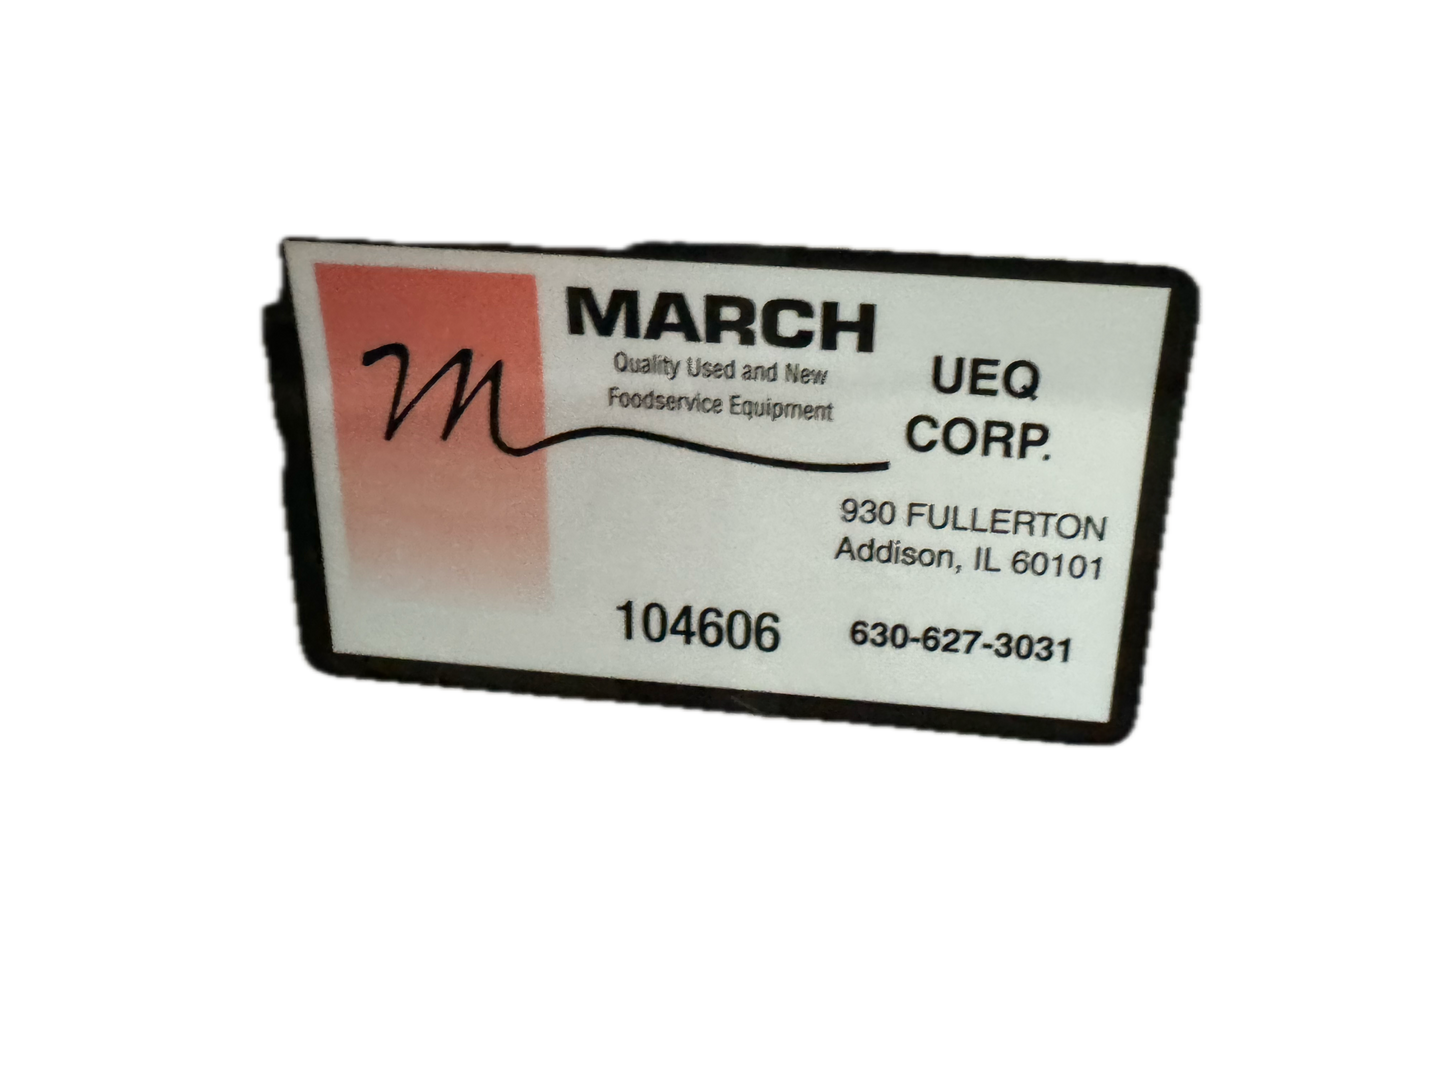 m
MARCH
Quality Used and New
Foodservice Equipment
UEQ
CORP.
930 FULLERTON
Addison, IL 60101
104606
630-627-3031